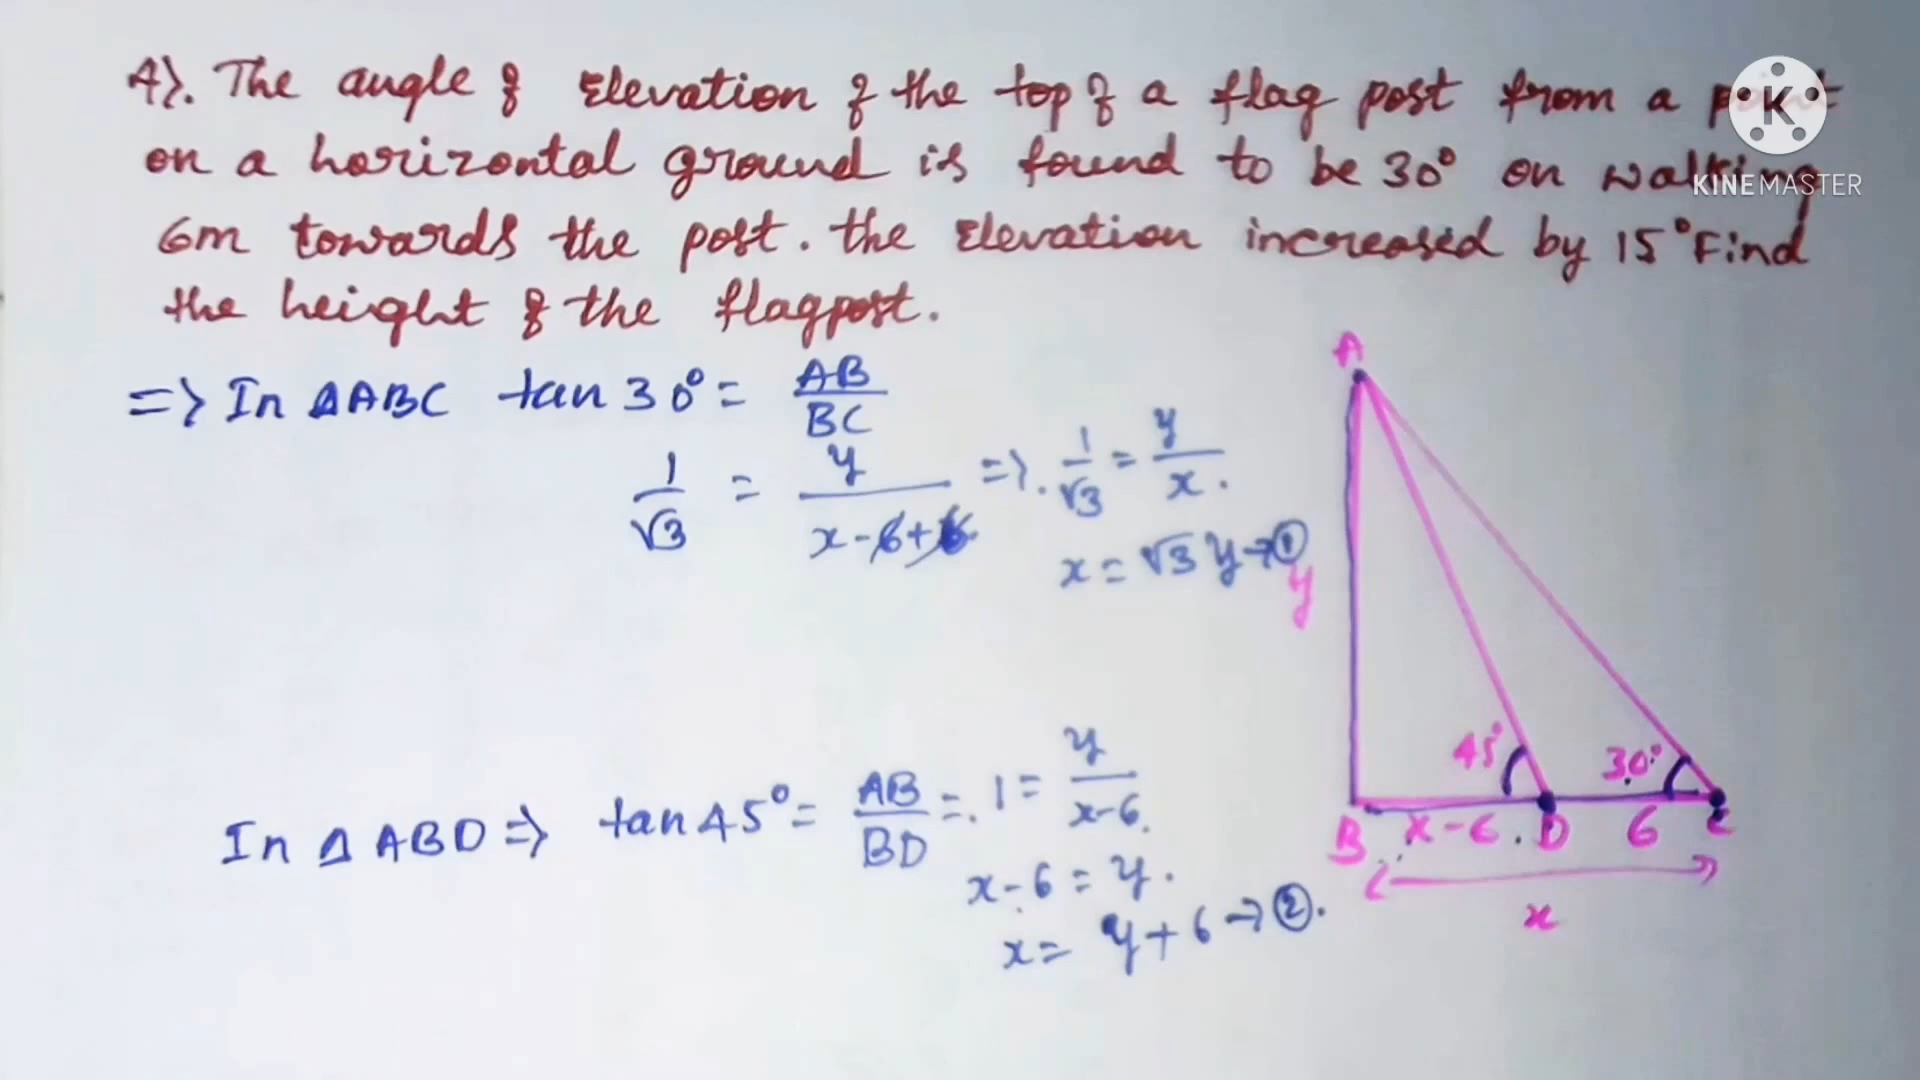 4). The angle of Elevation of the top of a flag post from a point
on a horizontal ground is found to be 30° on walking
6m towards the post. the Elevation increased by 15° Find
the height of the flagpost.
K
KINEMASTER
=> In ΔABC tan 30° = AB/BC
1/√3 = y/(x-6+6) => 1/√3 = y/x.
x = √3 y → ①
In Δ ABD => tan 45° = AB/BD = 1 = y/(x-6)
x-6 = y.
x = y+6 → ②.
A
y
45° 30°
B x-6 D 6 C
x